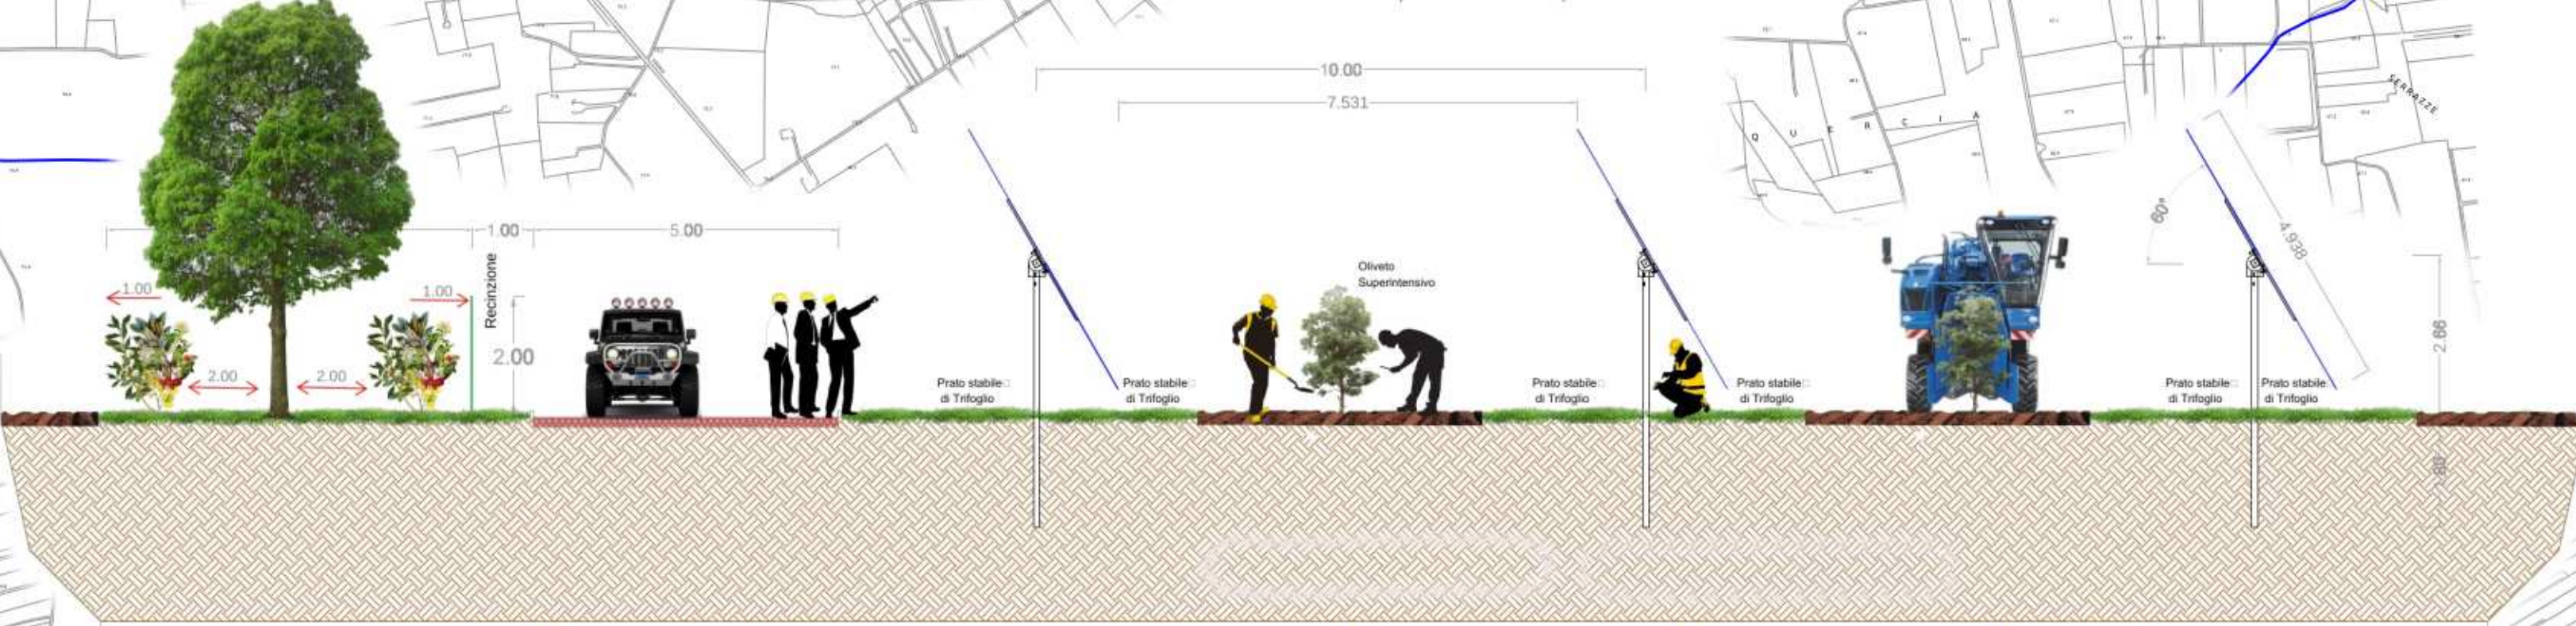 10.00
7.531
SERRAZZE
QUERCIA
60°
4.938
1.00
5.00
Recinzione
1.00
1.00
2.00
2.00
2.00
Oliveto
Superintensivo
2.66
Prato stabile
di Trifoglio
Prato stabile
di Trifoglio
Prato stabile
di Trifoglio
Prato stabile
di Trifoglio
Prato stabile
di Trifoglio
Prato stabile
di Trifoglio